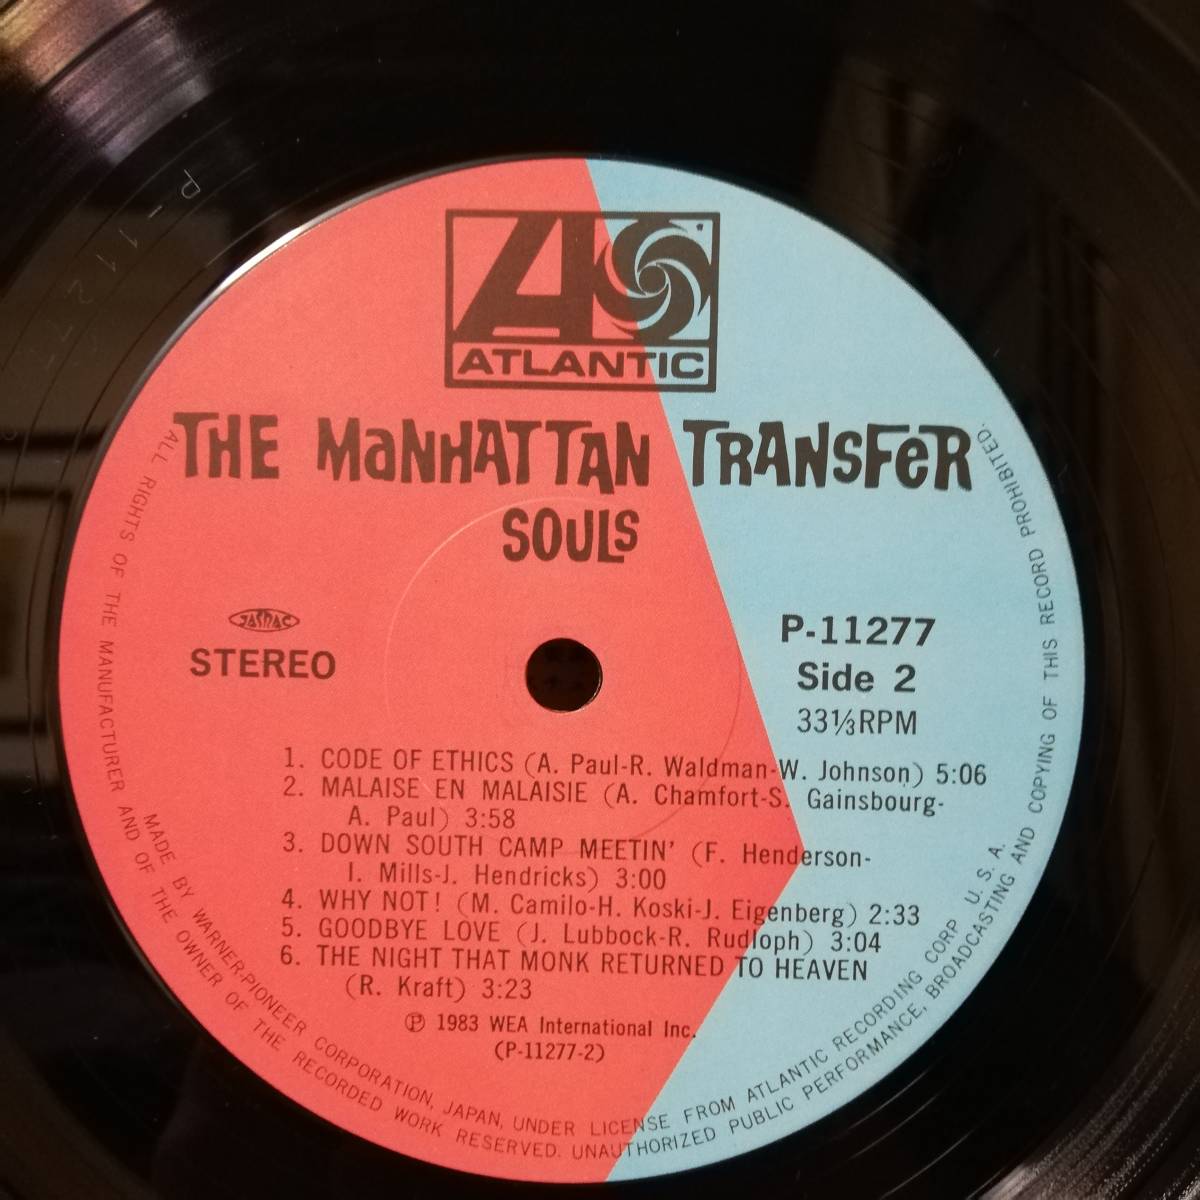 ATLANTIC
THE MANHATTAN TRANSFER
SOULS
JASRAC
STEREO
P-11277
Side 2
33⅓RPM
1. CODE OF ETHICS (A. Paul-R. Waldman-W. Johnson) 5:06
2. MALAISE EN MALAISIE (A. Chamfort-S. Gainsbourg-
A. Paul) 3:58
3. DOWN SOUTH CAMP MEETIN' (F. Henderson-
I. Mills-J. Hendricks) 3:00
4. WHY NOT! (M. Camilo-H. Koski-J. Eigenberg) 2:33
5. GOODBYE LOVE (J. Lubbock-R. Rudloph) 3:04
6. THE NIGHT THAT MONK RETURNED TO HEAVEN
(R. Kraft) 3:23
Ⓟ 1983 WEA International Inc.
(P-11277-2)
MADE BY WARNER-PIONEER CORPORATION, JAPAN, UNDER LICENSE FROM ATLANTIC RECORDING CORP U. S. A.
ALL RIGHTS OF THE MANUFACTURER AND OF THE OWNER OF THE RECORDED WORK RESERVED. UNAUTHORIZED PUBLIC PERFORMANCE, BROADCASTING AND COPYING OF THIS RECORD PROHIBITED.